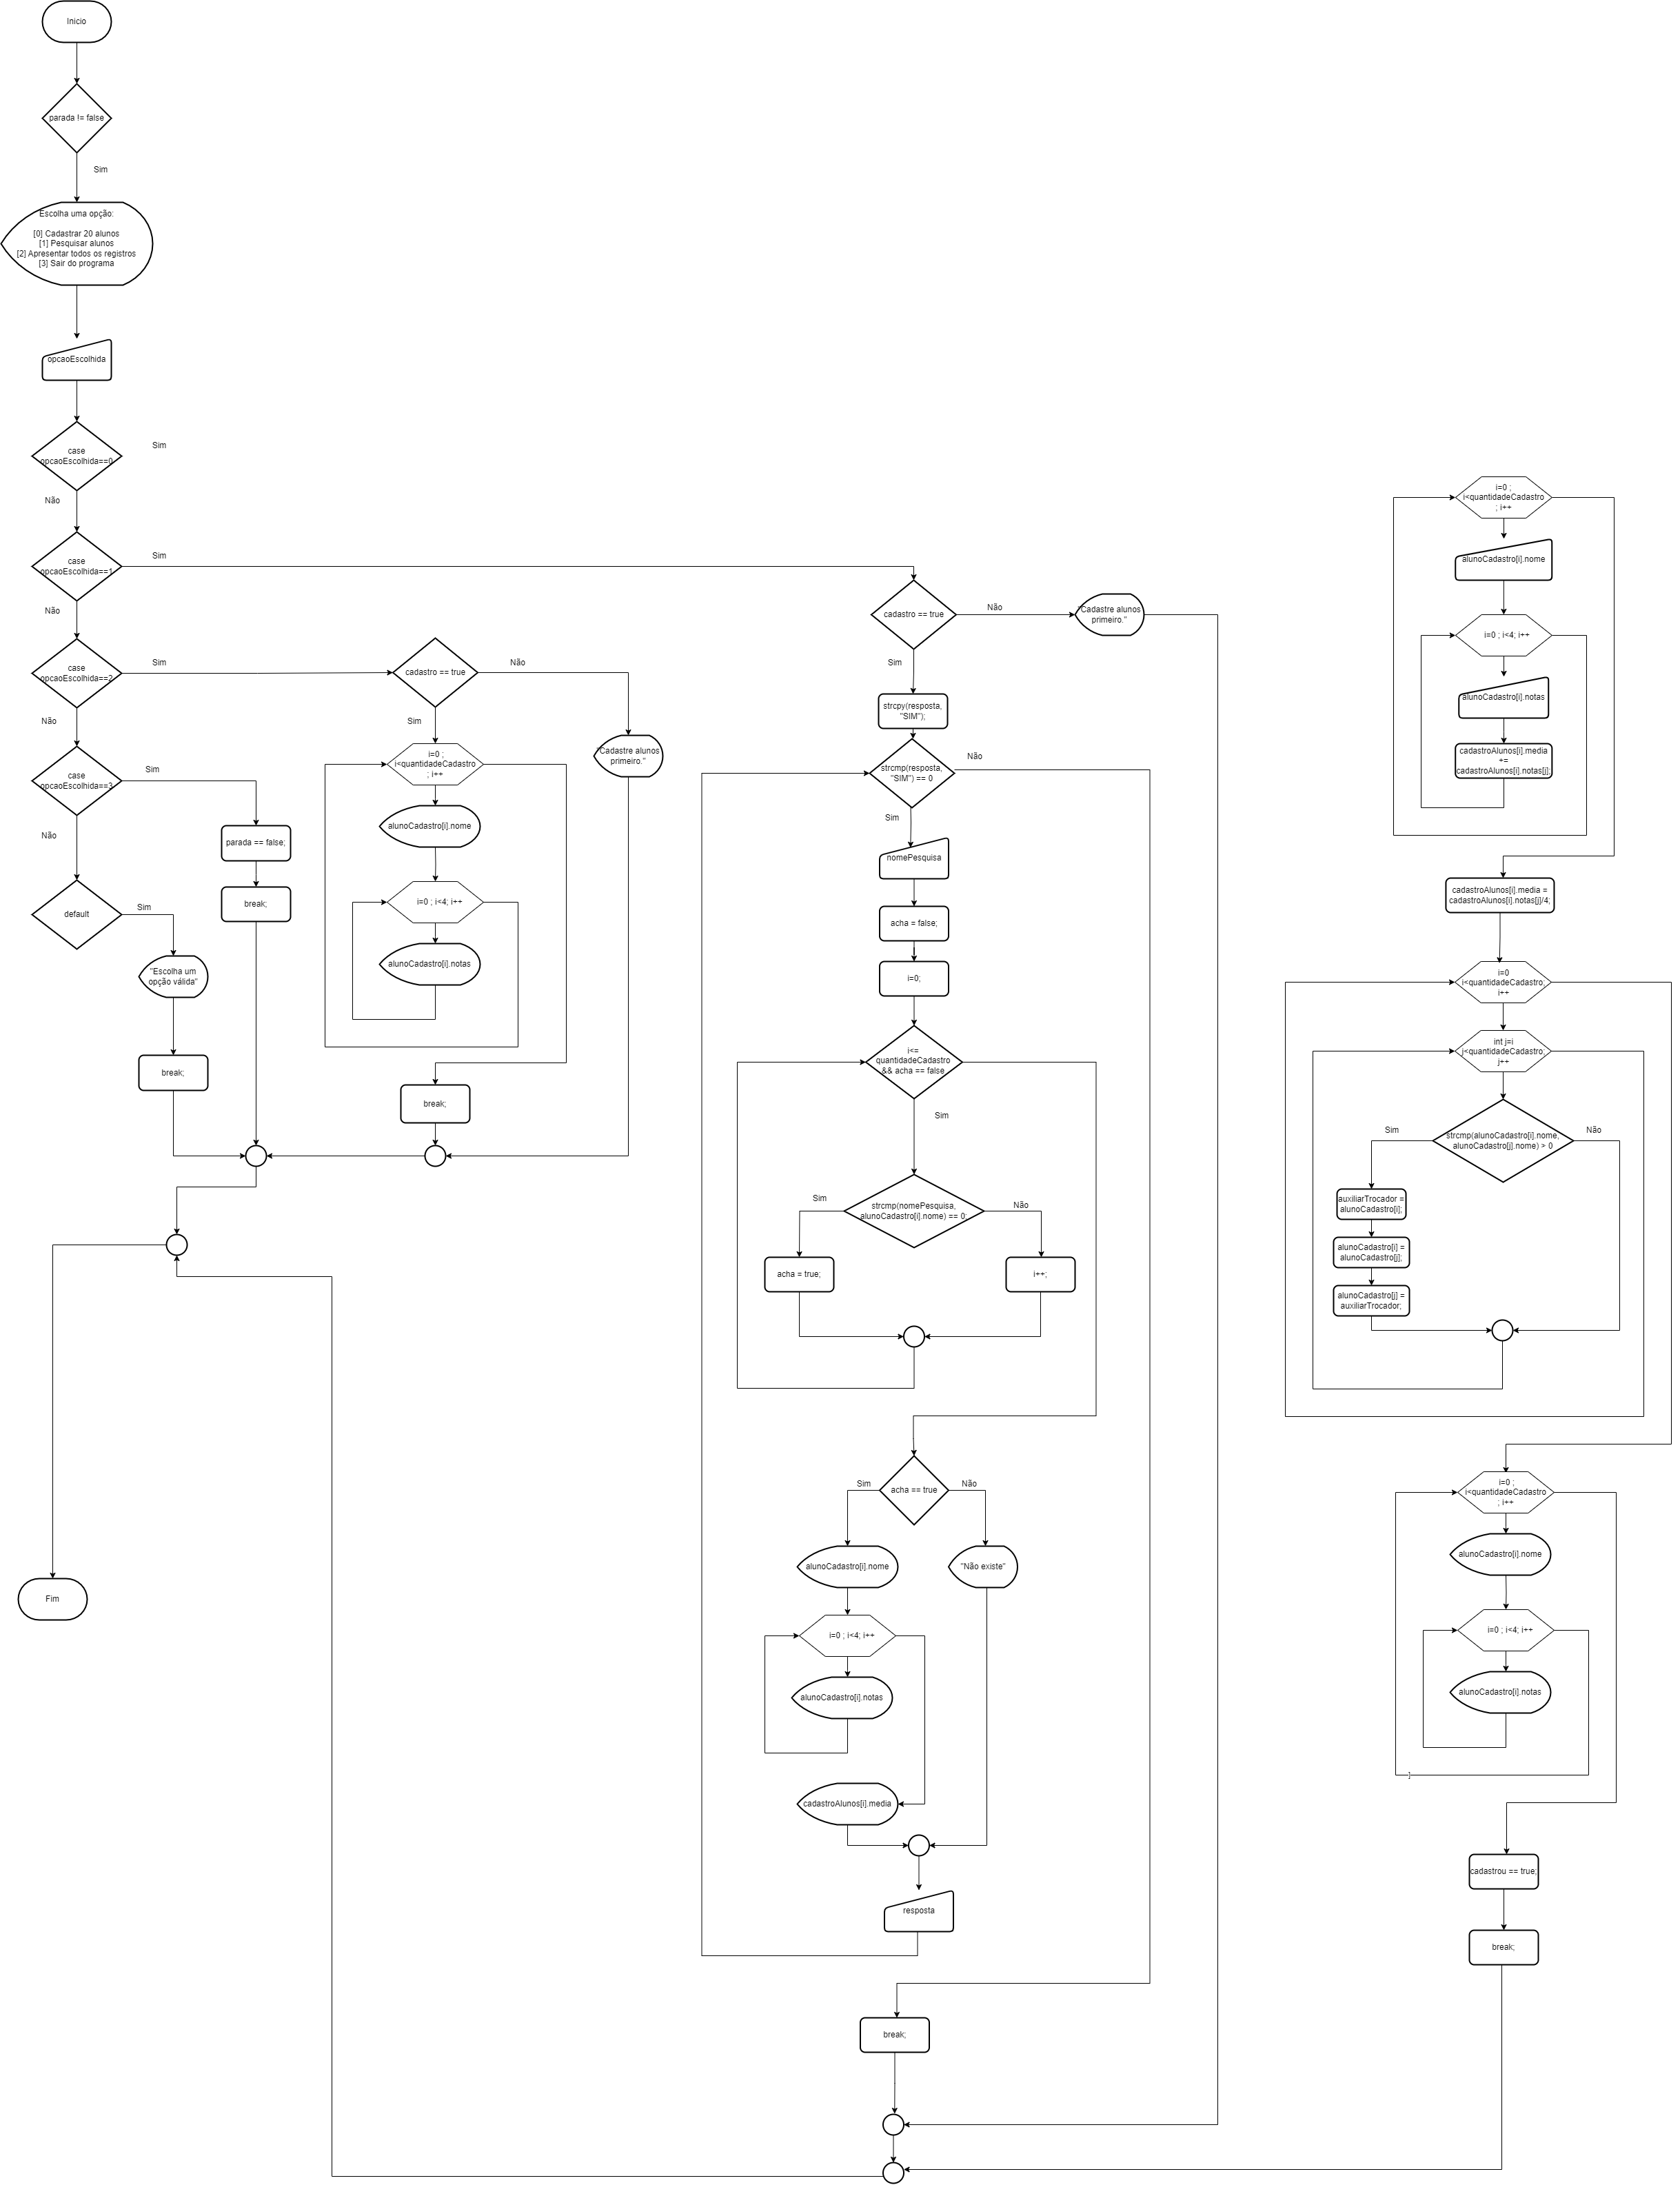 Inicio
parada != false
Sim
Escolha uma opção:
[0] Cadastrar 20 alunos
[1] Pesquisar alunos
[2] Apresentar todos os registros
[3] Sair do programa
opcaoEscolhida
case
opcaoEscolhida==0
Sim
Não
case
opcaoEscolhida==1
Sim
Não
case
opcaoEscolhida==2
Sim
Não
case
opcaoEscolhida==3
Sim
Não
default
Sim
"Escolha um
opção válida"
break;
parada == false;
break;
cadastro == true
Não
Sim
"Cadastre alunos
primeiro."
i=0 ;
i<quantidadeCadastro
; i++
alunoCadastro[i].nome
i=0 ; i<4; i++
alunoCadastro[i].notas
break;
Fim
cadastro == true
Não
"Cadastre alunos
primeiro."
Sim
strcpy(resposta,
"SIM");
strcmp(resposta,
"SIM") == 0
Não
Sim
nomePesquisa
acha = false;
i=0;
i<=
quantidadeCadastro
&& acha == false
Sim
strcmp(nomePesquisa,
alunoCadastro[i].nome) == 0;
Sim
Não
acha = true;
i++;
acha == true
Sim
Não
alunoCadastro[i].nome
"Não existe"
i=0 ; i<4; i++
alunoCadastro[i].notas
cadastroAlunos[i].media
resposta
break;
i=0 ;
i<quantidadeCadastro
; i++
alunoCadastro[i].nome
i=0 ; i<4; i++
alunoCadastro[i].notas
cadastroAlunos[i].media
+=
cadastroAlunos[i].notas[j];
cadastroAlunos[i].media =
cadastroAlunos[i].notas[j]/4;
i=0
i<quantidadeCadastro;
i++
int j=i
j<quantidadeCadastro;
j++
strcmp(alunoCadastro[i].nome,
alunoCadastro[j].nome) > 0
Sim
Não
auxiliarTrocador =
alunoCadastro[i];
alunoCadastro[i] =
alunoCadastro[j];
alunoCadastro[j] =
auxiliarTrocador;
i=0 ;
i<quantidadeCadastro
; i++
alunoCadastro[i].nome
i=0 ; i<4; i++
alunoCadastro[i].notas
}
cadastrou == true;
break;